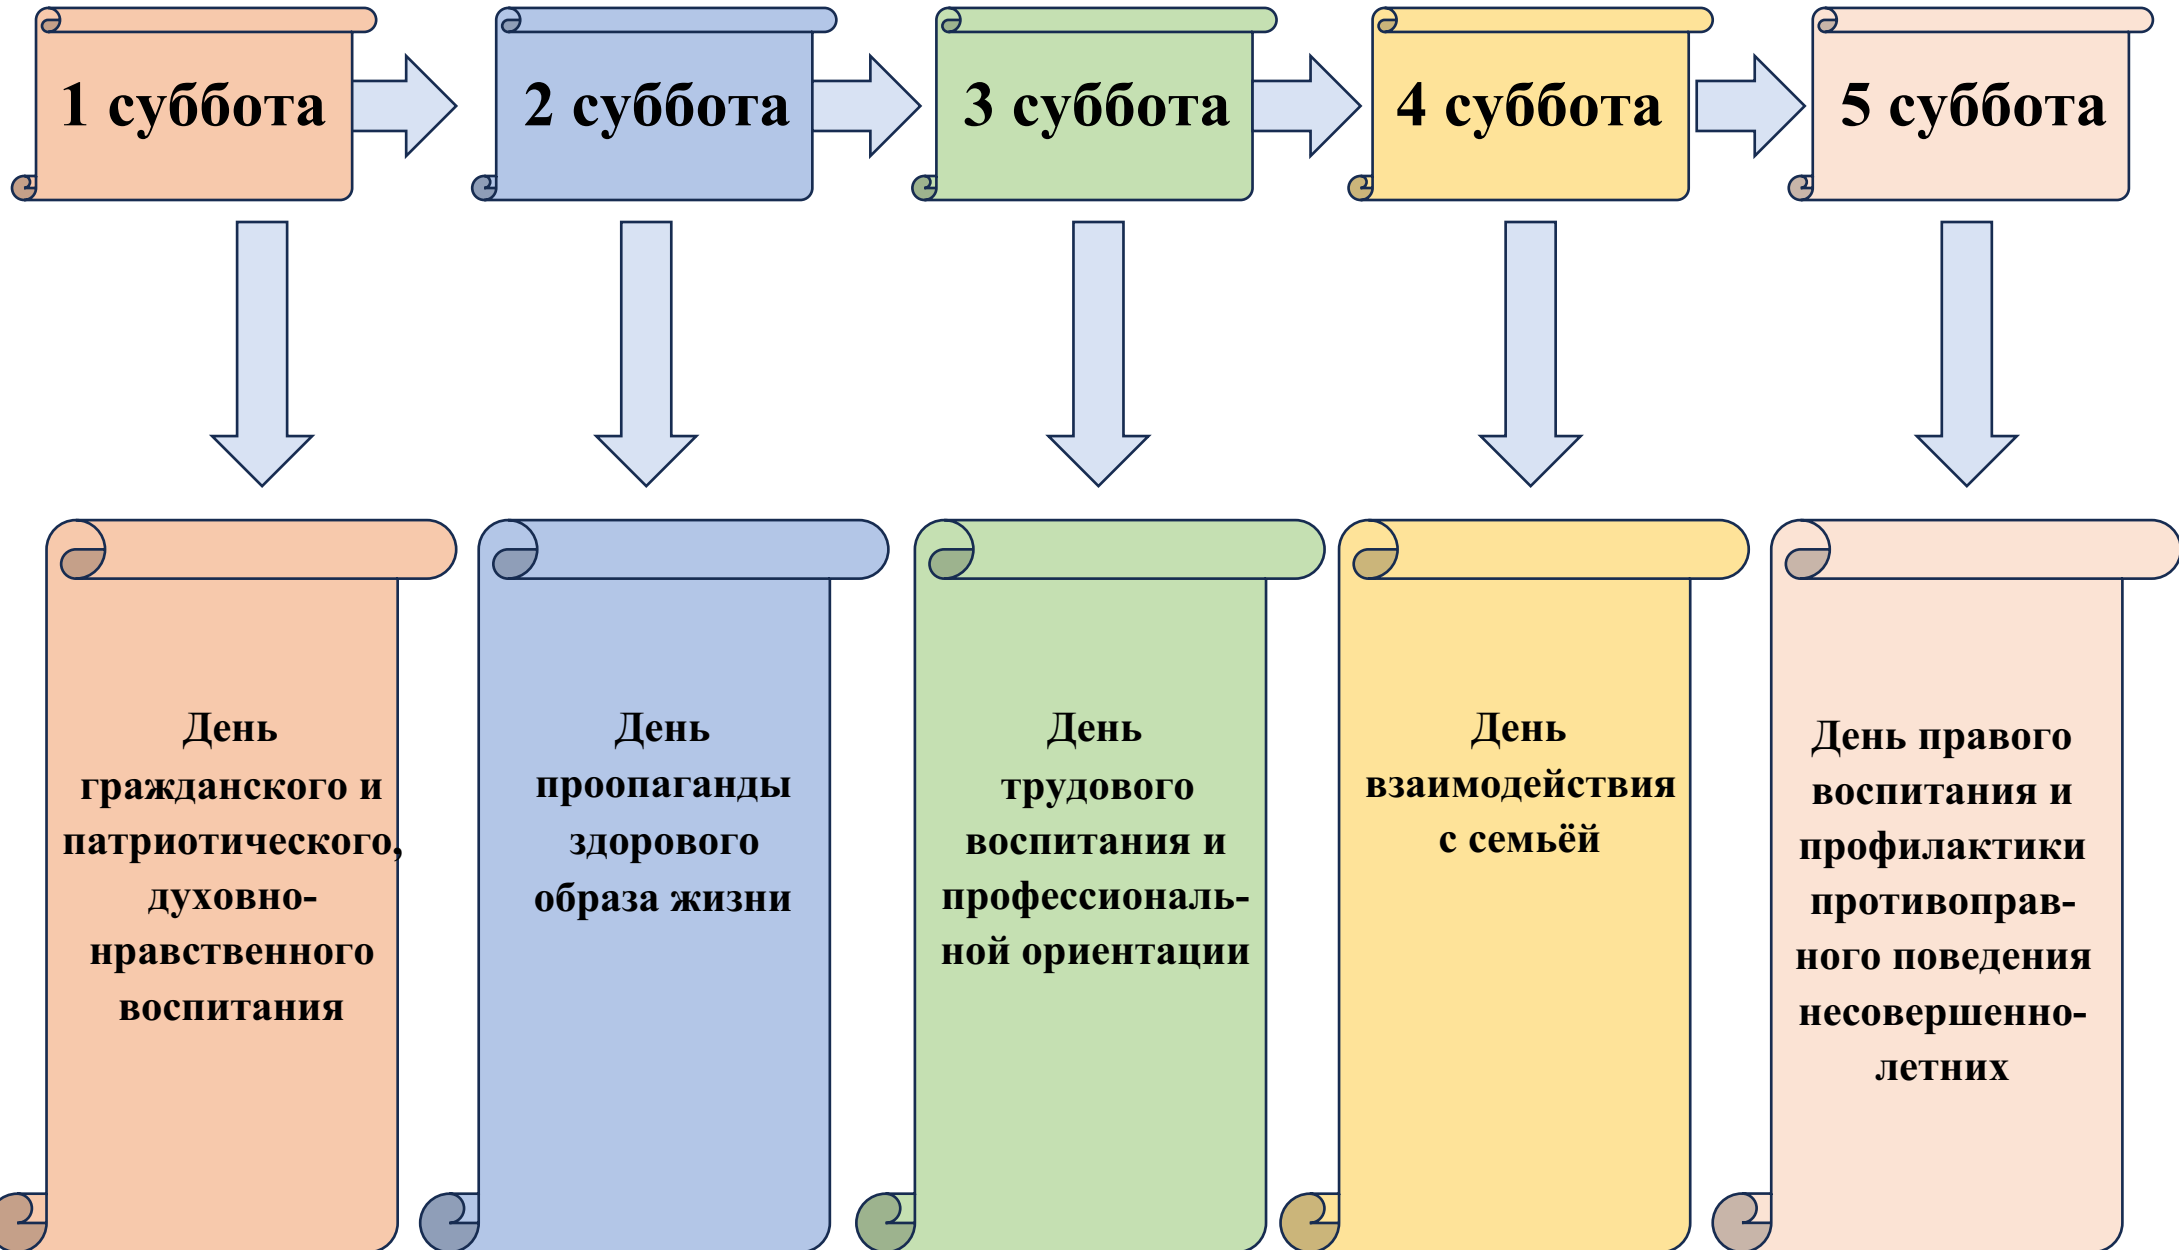 1 суббота
2 суббота
3 суббота
4 суббота
5 суббота
День
гражданского и
патриотического,
духовно-
нравственного
воспитания
День
проопаганды
здорового
образа жизни
День
трудового
воспитания и
профессиональ-
ной ориентации
День
взаимодействия
с семьёй
День правого
воспитания и
профилактики
противоправ-
ного поведения
несовершенно-
летних